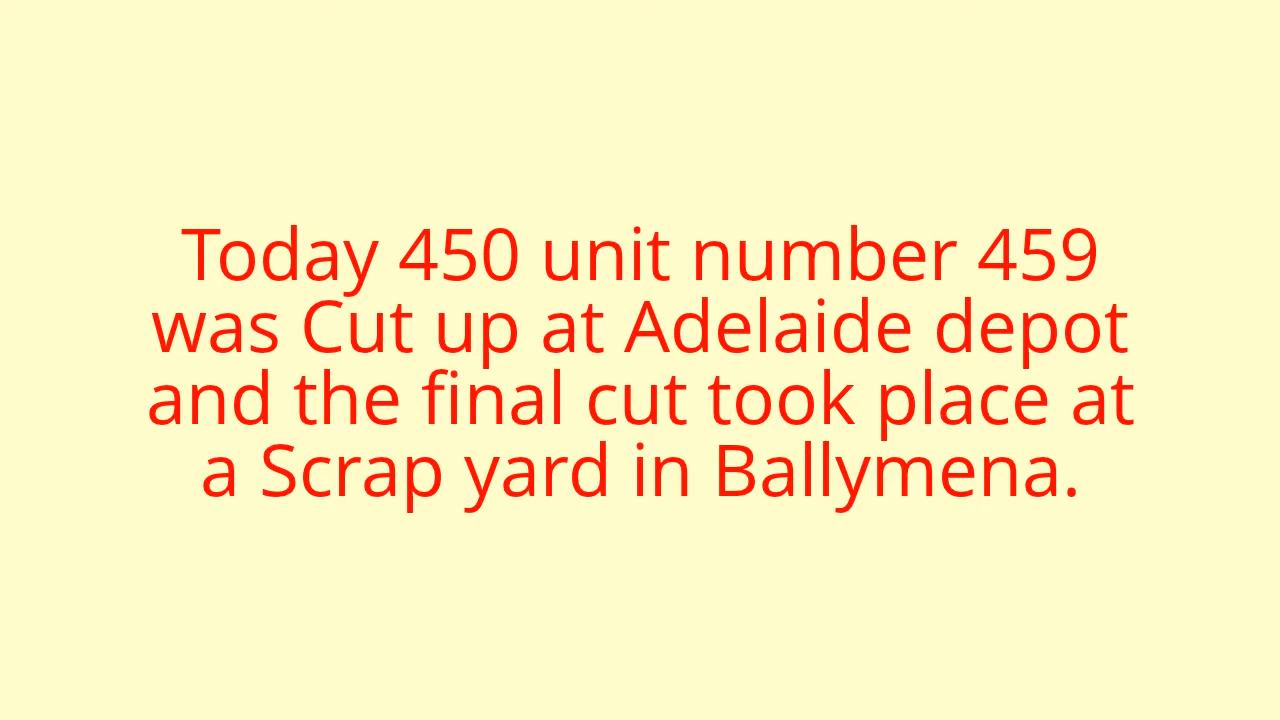 Today 450 unit number 459
was Cut up at Adelaide depot
and the final cut took place at
a Scrap yard in Ballymena.